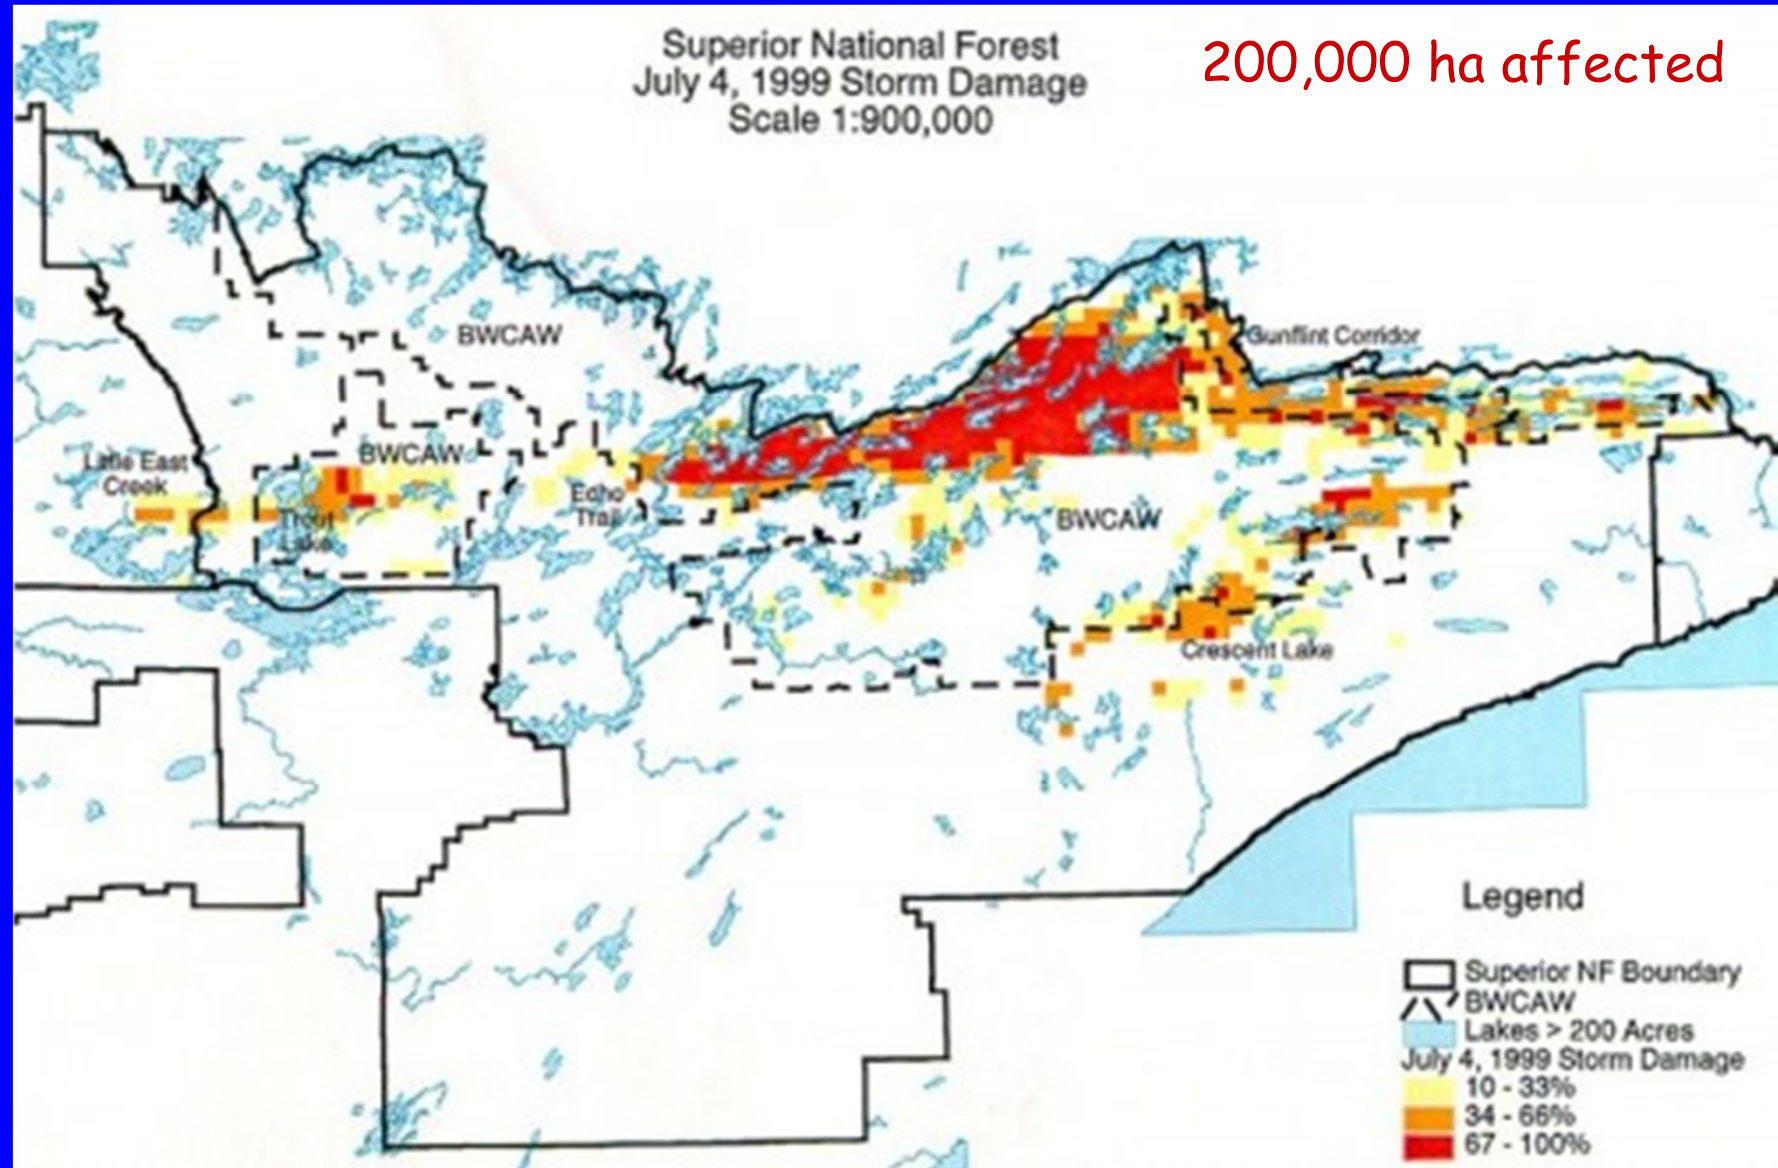 Superior National Forest
July 4, 1999 Storm Damage
Scale 1:900,000
200,000 ha affected
BWCAW
Gunflint Corridor
BWCAW
Little East
Creek
Echo
Trail
Trout
Lake
BWCAW
Crescent Lake
Legend
Superior NF Boundary
BWCAW
Lakes > 200 Acres
July 4, 1999 Storm Damage
10 - 33%
34 - 66%
67 - 100%